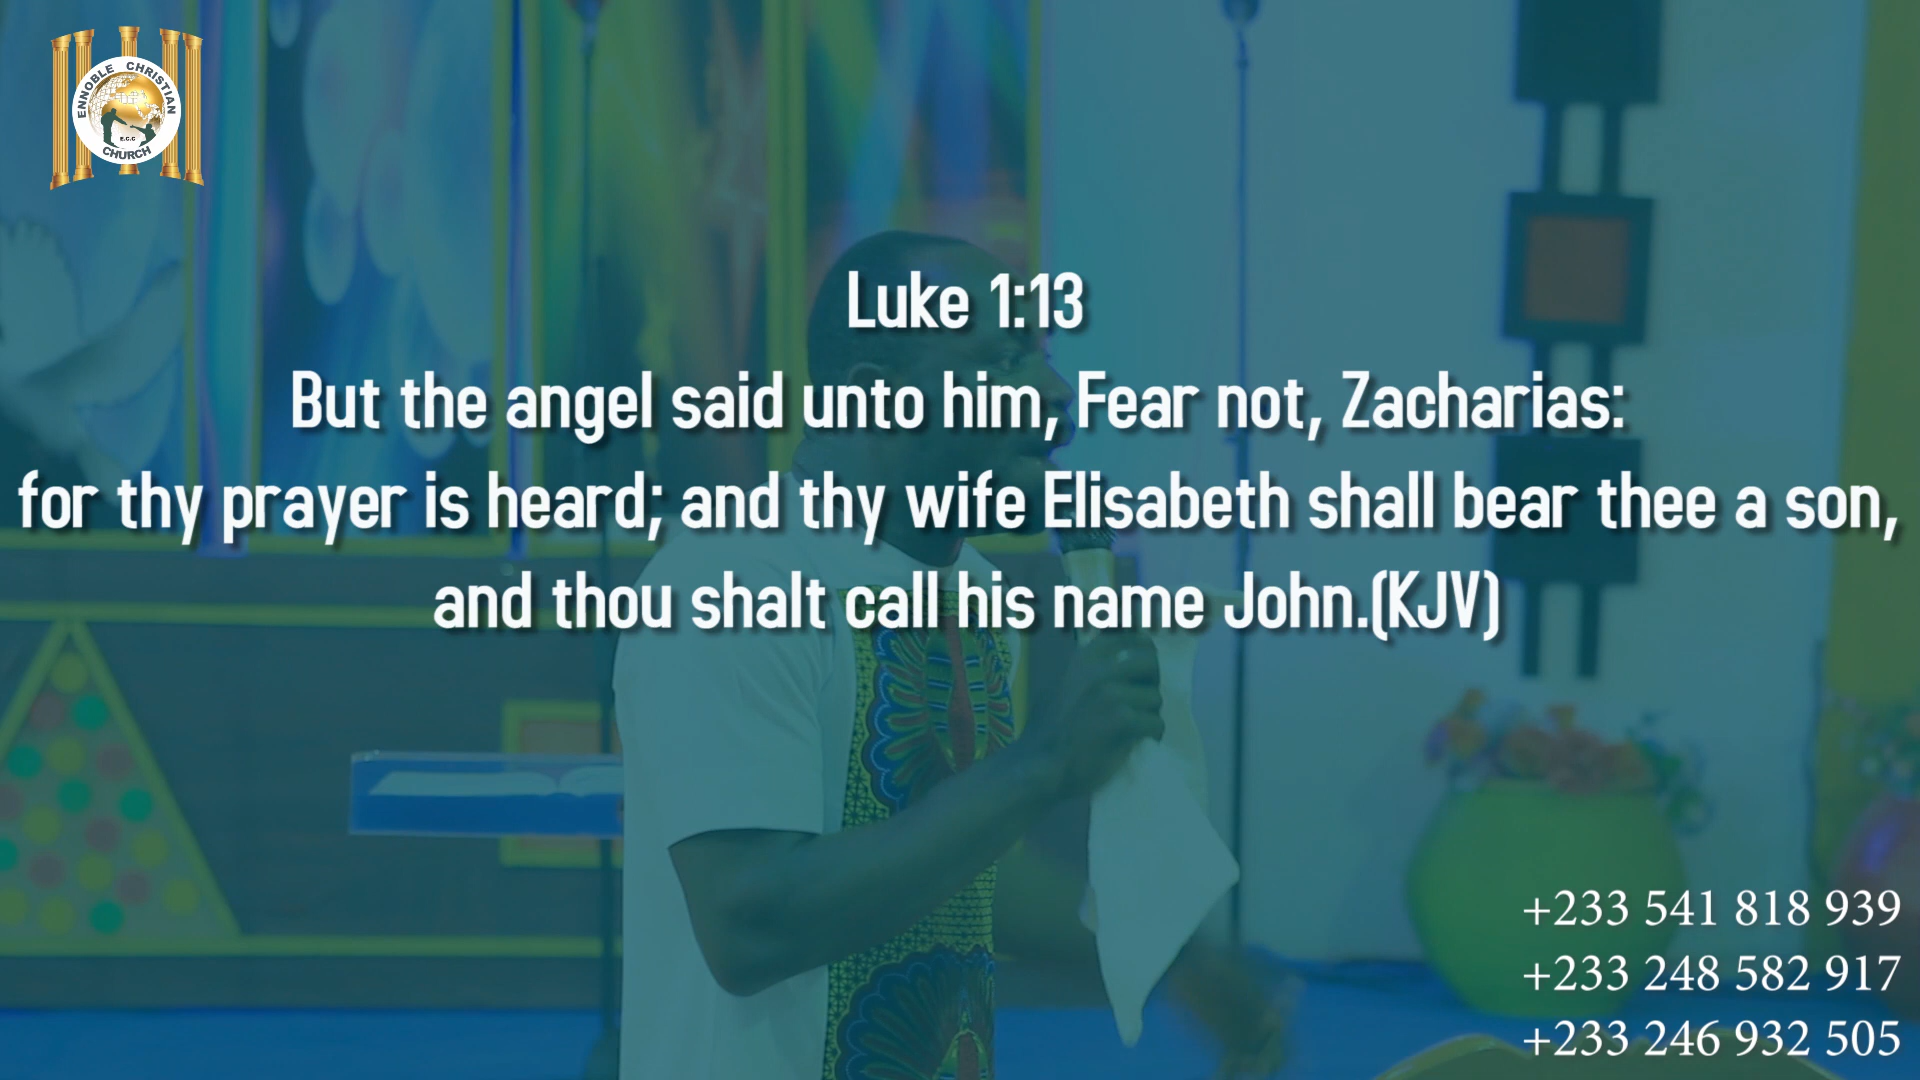 ENNOBLE CHRISTIAN
E.C.C
CHURCH
Luke 1:13
But the angel said unto him, Fear not, Zacharias:
for thy prayer is heard; and thy wife Elisabeth shall bear thee a son,
and thou shalt call his name John.(KJV)
+233 541 818 939
+233 248 582 917
+233 246 932 505